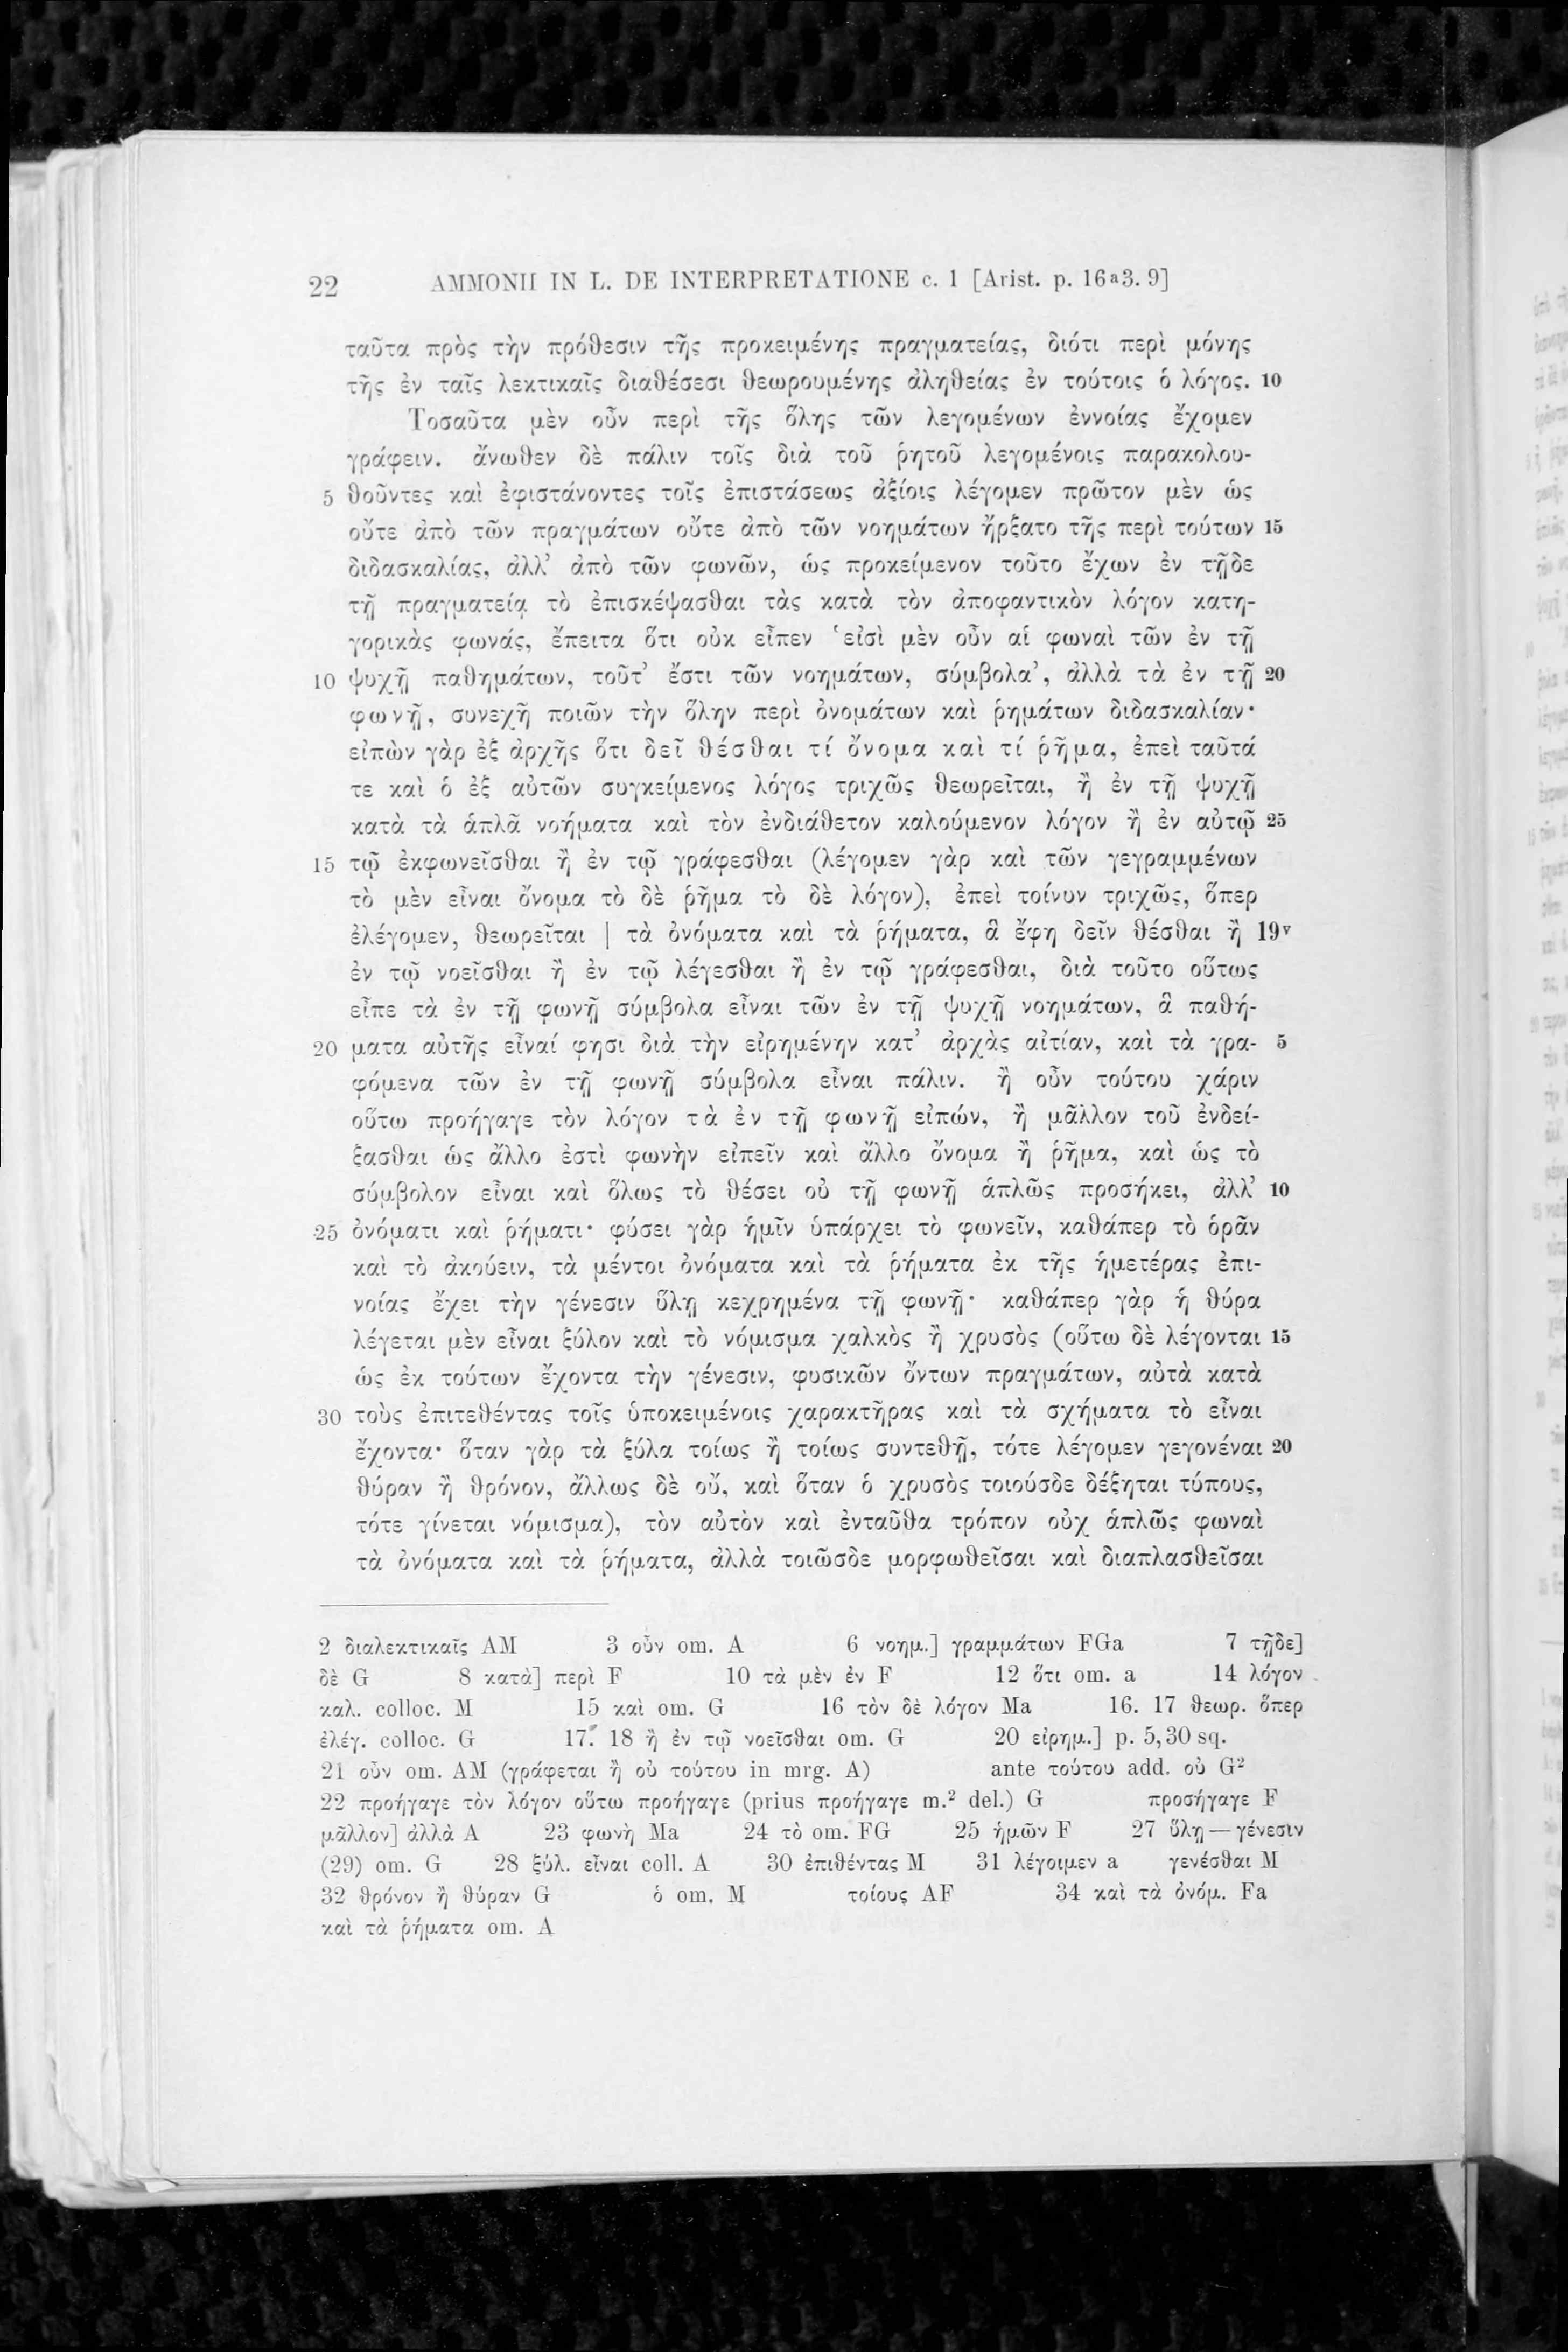 22 AMMONII IN L. DE INTERPRETATIONE c. 1 [Arist. p. 16a3. 9]
ταῦτα πρὸς τὴν πρόθεσιν τῆς προκειμένης πραγματείας, διότι περὶ μόνης
τῆς ἐν ταῖς λεκτικαῖς διαθέσεσι θεωρουμένης ἀληθείας ἐν τούτοις ὁ λόγος. 10
Τοσαῦτα μὲν οὖν περὶ τῆς ὅλης τῶν λεγομένων ἐννοίας ἔχομεν
γράφειν. ἄνωθεν δὲ πάλιν τοῖς διὰ τοῦ ῥητοῦ λεγομένοις παρακολου-
5 θοῦντες καὶ ἐφιστάνοντες τοῖς ἐπιστάσεως ἀξίοις λέγομεν πρῶτον μὲν ὡς
οὔτε ἀπὸ τῶν πραγμάτων οὔτε ἀπὸ τῶν νοημάτων ἤρξατο τῆς περὶ τούτων 15
διδασκαλίας, ἀλλ’ ἀπὸ τῶν φωνῶν, ὡς προκείμενον τοῦτο ἔχων ἐν τῇδε
τῇ πραγματείᾳ τὸ ἐπισκέψασθαι τὰς κατὰ τὸν ἀποφαντικὸν λόγον κατη-
γορικὰς φωνάς, ἔπειτα ὅτι οὐκ εἶπεν ‘εἰσὶ μὲν οὖν αἱ φωναὶ τῶν ἐν τῇ
10 ψυχῇ παθημάτων, τοῦτ’ ἔστι τῶν νοημάτων, σύμβολα’, ἀλλὰ τὰ ἐν τῇ 20
φωνῇ, συνεχῆ ποιῶν τὴν ὅλην περὶ ὀνομάτων καὶ ῥημάτων διδασκαλίαν·
εἰπὼν γὰρ ἐξ ἀρχῆς ὅτι δεῖ θέσθαι τί ὄνομα καὶ τί ῥῆμα, ἐπεὶ ταῦτά
τε καὶ ὁ ἐξ αὐτῶν συγκείμενος λόγος τριχῶς θεωρεῖται, ἢ ἐν τῇ ψυχῇ
κατὰ τὰ ἁπλᾶ νοήματα καὶ τὸν ἐνδιάθετον καλούμενον λόγον ἢ ἐν αὐτῷ 25
15 τῷ ἐκφωνεῖσθαι ἢ ἐν τῷ γράφεσθαι (λέγομεν γὰρ καὶ τῶν γεγραμμένων
τὸ μὲν εἶναι ὄνομα τὸ δὲ ῥῆμα τὸ δὲ λόγον), ἐπεὶ τοίνυν τριχῶς, ὅπερ
ἐλέγομεν, θεωρεῖται | τὰ ὀνόματα καὶ τὰ ῥήματα, ἃ ἔφη δεῖν θέσθαι ἢ 19v
ἐν τῷ νοεῖσθαι ἢ ἐν τῷ λέγεσθαι ἢ ἐν τῷ γράφεσθαι, διὰ τοῦτο οὕτως
εἶπε τὰ ἐν τῇ φωνῇ σύμβολα εἶναι τῶν ἐν τῇ ψυχῇ νοημάτων, ἃ παθή-
20 ματα αὐτῆς εἶναί φησι διὰ τὴν εἰρημένην κατ’ ἀρχὰς αἰτίαν, καὶ τὰ γρα- 5
φόμενα τῶν ἐν τῇ φωνῇ σύμβολα εἶναι πάλιν. ἢ οὖν τούτου χάριν
οὕτω προήγαγε τὸν λόγον τὰ ἐν τῇ φωνῇ εἰπών, ἢ μᾶλλον τοῦ ἐνδεί-
ξασθαι ὡς ἄλλο ἐστὶ φωνὴν εἰπεῖν καὶ ἄλλο ὄνομα ἢ ῥῆμα, καὶ ὡς τὸ
σύμβολον εἶναι καὶ ὅλως τὸ θέσει οὐ τῇ φωνῇ ἁπλῶς προσήκει, ἀλλ’ 10
25 ὀνόματι καὶ ῥήματι· φύσει γὰρ ἡμῖν ὑπάρχει τὸ φωνεῖν, καθάπερ τὸ ὁρᾶν
καὶ τὸ ἀκούειν, τὰ μέντοι ὀνόματα καὶ τὰ ῥήματα ἐκ τῆς ἡμετέρας ἐπι-
νοίας ἔχει τὴν γένεσιν ὕλῃ κεχρημένα τῇ φωνῇ· καθάπερ γὰρ ἡ θύρα
λέγεται μὲν εἶναι ξύλον καὶ τὸ νόμισμα χαλκὸς ἢ χρυσὸς (οὕτω δὲ λέγονται 15
ὡς ἐκ τούτων ἔχοντα τὴν γένεσιν, φυσικῶν ὄντων πραγμάτων, αὐτὰ κατὰ
30 τοὺς ἐπιτεθέντας τοῖς ὑποκειμένοις χαρακτῆρας καὶ τὰ σχήματα τὸ εἶναι
ἔχοντα· ὅταν γὰρ τὰ ξύλα τοίως ἢ τοίως συντεθῇ, τότε λέγομεν γεγονέναι 20
θύραν ἢ θρόνον, ἄλλως δὲ οὔ, καὶ ὅταν ὁ χρυσὸς τοιούσδε δέξηται τύπους,
τότε γίνεται νόμισμα), τὸν αὐτὸν καὶ ἐνταῦθα τρόπον οὐχ ἁπλῶς φωναὶ
τὰ ὀνόματα καὶ τὰ ῥήματα, ἀλλὰ τοιῶσδε μορφωθεῖσαι καὶ διαπλασθεῖσαι
2 διαλεκτικαῖς AM 3 οὖν om. A 6 νοημ.] γραμμάτων FGa 7 τῇδε]
δὲ G 8 κατὰ] περὶ F 10 τὰ μὲν ἐν F 12 ὅτι om. a 14 λόγον
καλ. colloc. M 15 καὶ om. G 16 τὸν δὲ λόγον Ma 16. 17 θεωρ. ὅπερ
ἐλέγ. colloc. G 17. 18 ἢ ἐν τῷ νοεῖσθαι om. G 20 εἰρημ.] p. 5,30 sq.
21 οὖν om. AM (γράφεται ἢ οὐ τούτου in mrg. A) ante τούτου add. οὐ G²
22 προήγαγε τὸν λόγον οὕτω προήγαγε (prius προήγαγε m.² del.) G προσήγαγε F
μᾶλλον] ἀλλὰ A 23 φωνὴ Ma 24 τὸ om. FG 25 ἡμῶν F 27 ὕλῃ — γένεσιν
(29) om. G 28 ξύλ. εἶναι coll. A 30 ἐπιθέντας M 31 λέγοιμεν a γενέσθαι M
32 θρόνον ἢ θύραν G ὁ om. M τοίους AF 34 καὶ τὰ ὀνόμ. Fa
καὶ τὰ ῥήματα om. A